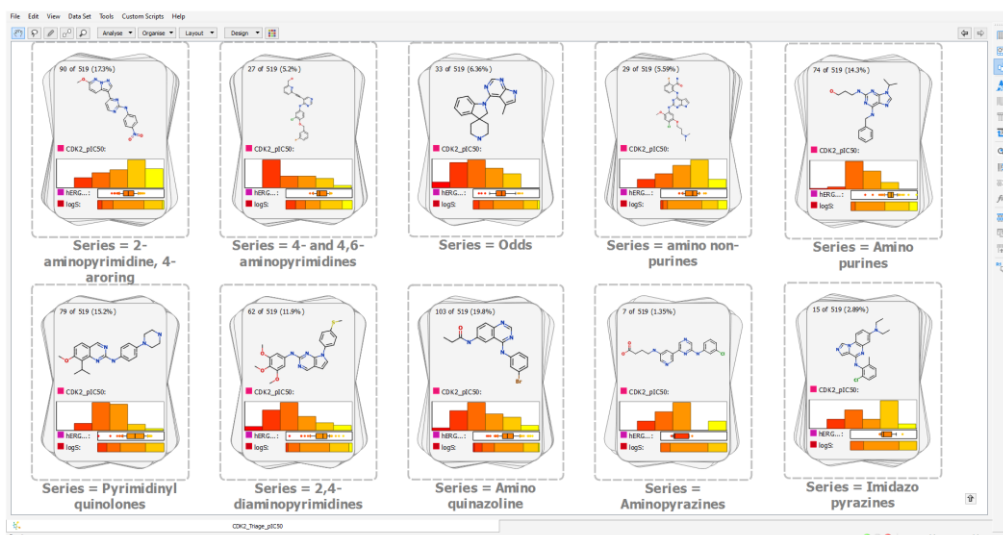 File Edit View Data Set Tools Custom Scripts Help
Analyse Organise Layout Design
90 of 519 (17.3%)
CDK2_pIC50:
hERG...:
logS:
Series = 2-
aminopyrimidine, 4-
aroring
27 of 519 (5.2%)
CDK2_pIC50:
hERG...:
logS:
Series = 4- and 4,6-
aminopyrimidines
33 of 519 (6.36%)
CDK2_pIC50:
hERG...:
logS:
Series = Odds
29 of 519 (5.59%)
CDK2_pIC50:
hERG...:
logS:
Series = amino non-
purines
74 of 519 (14.3%)
CDK2_pIC50:
hERG...:
logS:
Series = Amino
purines
79 of 519 (15.2%)
CDK2_pIC50:
hERG...:
logS:
Series = Pyrimidinyl
quinolones
62 of 519 (11.9%)
CDK2_pIC50:
hERG...:
logS:
Series = 2,4-
diaminopyrimidines
103 of 519 (19.8%)
CDK2_pIC50:
hERG...:
logS:
Series = Amino
quinazoline
7 of 519 (1.35%)
CDK2_pIC50:
hERG...:
logS:
Series =
Aminopyrazines
15 of 519 (2.89%)
CDK2_pIC50:
hERG...:
logS:
Series = Imidazo
pyrazines
CDK2_Triage_pIC50